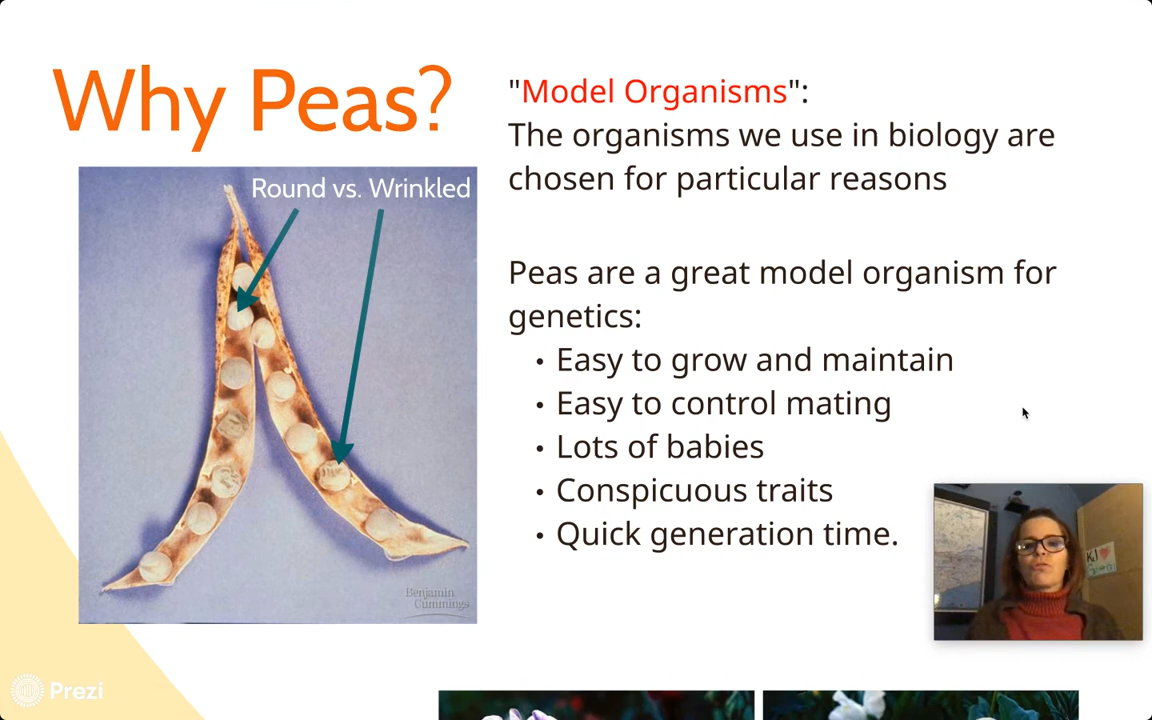 Why Peas?
Round vs. Wrinkled
Benjamin
Cummings
"Model Organisms":
The organisms we use in biology are
chosen for particular reasons
Peas are a great model organism for
genetics:
• Easy to grow and maintain
• Easy to control mating
• Lots of babies
• Conspicuous traits
• Quick generation time.
Prezi